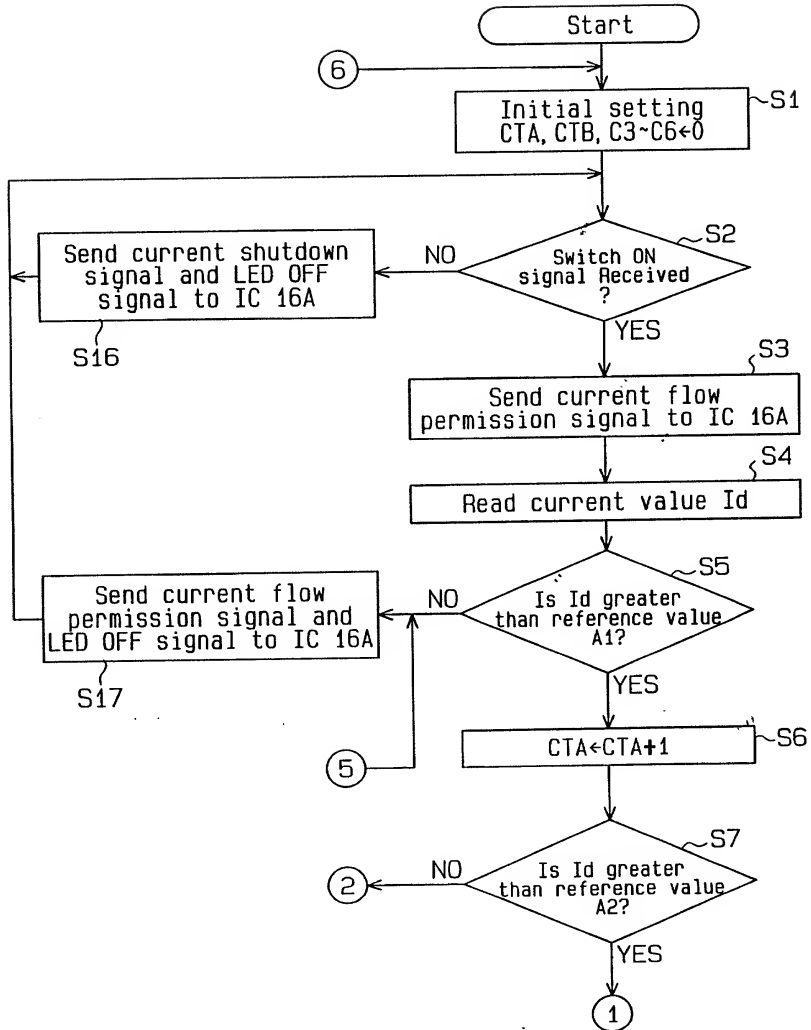 Start
6
S1
Initial setting
CTA, CTB, C3~C6←0
S2
Switch ON
signal Received
?
NO
YES
Send current shutdown
signal and LED OFF
signal to IC 16A
S16
S3
Send current flow
permission signal to IC 16A
S4
Read current value Id
S5
Is Id greater
than reference value
A1?
NO
YES
Send current flow
permission signal and
LED OFF signal to IC 16A
S17
5
S6
CTA←CTA+1
S7
Is Id greater
than reference value
A2?
NO
2
YES
1